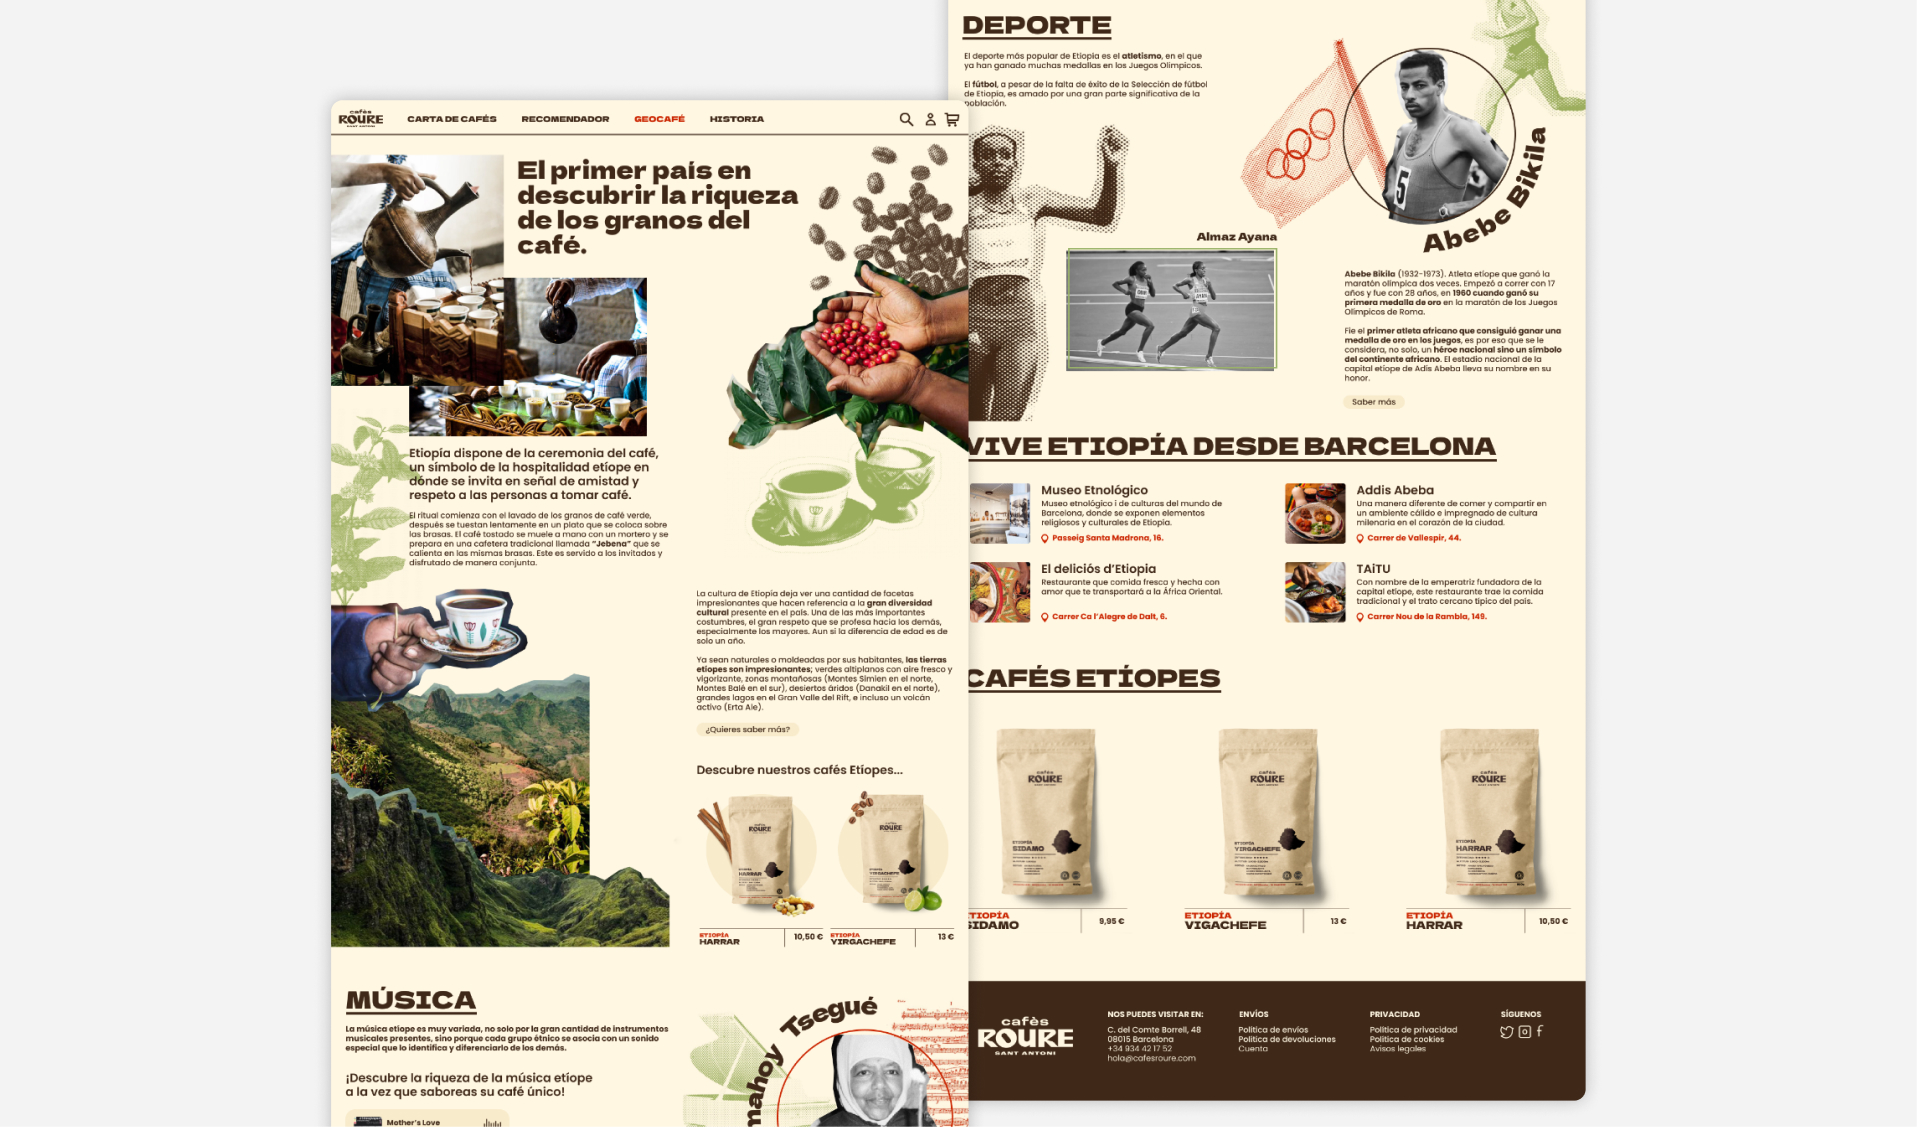 cafès
ROURE
SANT ANTONI
CARTA DE CAFÉS
RECOMENDADOR
GEOCAFÉ
HISTORIA
El primer país en
descubrir la riqueza
de los granos del
café.
Etiopía dispone de la ceremonia del café,
un símbolo de la hospitalidad etíope en
dónde se invita en señal de amistad y
respeto a las personas a tomar café.
El ritual comienza con el lavado de los granos de café verde,
después se tuestan lentamente en un plato que se coloca sobre
las brasas. El café tostado se muele a mano con un mortero y se
prepara en una cafetera tradicional llamada “Jebena” que se
calienta en las mismas brasas. Este es servido a los invitados y
disfrutado de manera conjunta.
La cultura de Etiopía deja ver una cantidad de facetas
impresionantes que hacen referencia a la gran diversidad
cultural presente en el país. Una de las más importantes
costumbres, el gran respeto que se profesa hacia los demás,
especialmente los mayores. Aun si la diferencia de edad es de
solo un año.
Ya sean naturales o moldeadas por sus habitantes, las tierras
etíopes son impresionantes; verdes altiplanos con aire fresco y
vigorizante, zonas montañosas (Montes Simien en el norte,
Montes Balé en el sur), desiertos áridos (Danakil en el norte),
grandes lagos en el Gran Valle del Rift, e incluso un volcán
activo (Erta Ale).
¿Quieres saber más?
Descubre nuestros cafés Etíopes...
cafès
ROURE
ETIOPÍA
HARRAR
cafès
ROURE
ETIOPÍA
VIRGACHEFE
ETIOPÍA
HARRAR
10,50 €
ETIOPÍA
VIRGACHEFE
13 €
MÚSICA
La música etíope es muy variada, no solo por la gran cantidad de instrumentos
musicales presentes, sino porque cada grupo étnico se asocia con un sonido
especial que lo identifica y diferenciarlo de los demás.
¡Descubre la riqueza de la música etíope
a la vez que saboreas su café único!
Mother’s Love
mahoy Tsegué
DEPORTE
El deporte más popular de Etiopía es el atletismo, en el que
ya han ganado muchas medallas en los Juegos Olímpicos.
El fútbol, a pesar de la falta de éxito de la Selección de fútbol
de Etiopía, es amado por una gran parte significativa de la
población.
5
Abebe Bikila
Almaz Ayana
Abebe Bikila (1932-1973). Atleta etíope que ganó la
maratón olímpica dos veces. Empezó a correr con 17
años y fue con 28 años, en 1960 cuando ganó su
primera medalla de oro en la maratón de los Juegos
Olímpicos de Roma.
Fie el primer atleta africano que consiguió ganar una
medalla de oro en los juegos, es por eso que se le
considera, no solo, un héroe nacional sino un símbolo
del continente africano. El estadio nacional de la
capital etíope de Adís Abeba lleva su nombre en su
honor.
Saber más
VIVE ETIOPÍA DESDE BARCELONA
Museo Etnológico
Museo etnológico i de culturas del mundo de
Barcelona, dónde se exponen elementos
religiosos y culturales de Etiopía.
Passeig Santa Madrona, 16.
Addis Abeba
Una manera diferente de comer y compartir en
un ambiente cálido e impregnado de cultura
milenaria en el corazón de la ciudad.
Carrer de Vallespir, 44.
El deliciós d’Etiopia
Restaurante que comida fresca y hecha con
amor que te transportará a la África Oriental.
Carrer Ca l’Alegre de Dalt, 6.
TAiTU
Con nombre de la emperatriz fundadora de la
capital etíope, este restaurante trae la comida
tradicional y el trato cercano típico del país.
Carrer Nou de la Rambla, 149.
CAFÉS ETÍOPES
cafès
ROURE
ETIOPÍA
SIDAMO
cafès
ROURE
ETIOPÍA
VIRGACHEFE
cafès
ROURE
ETIOPÍA
HARRAR
ETIOPÍA
SIDAMO
9,95 €
ETIOPÍA
VIGACHEFE
13 €
ETIOPÍA
HARRAR
10,50 €
cafès
ROURE
SANT ANTONI
NOS PUEDES VISITAR EN:
C. del Comte Borrell, 48
08015 Barcelona
+34 934 42 17 52
hola@cafesroure.com
ENVÍOS
Política de envíos
Política de devoluciones
Cuenta
PRIVACIDAD
Política de privacidad
Política de cookies
Avisos legales
SÍGUENOS